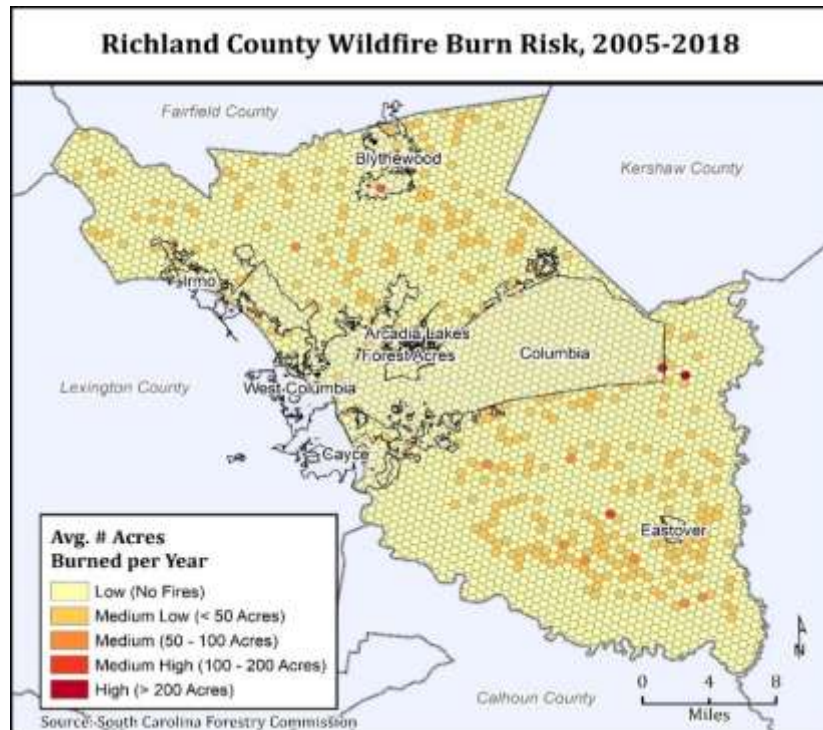 Richland County Wildfire Burn Risk, 2005-2018
Fairfield County
Blythewood
Kershaw County
Irmo
Arcadia Lakes
Forest Acres
Columbia
West Columbia
Lexington County
Cayce
Eastover
Avg. # Acres
Burned per Year
Low (No Fires)
Medium Low (< 50 Acres)
Medium (50 - 100 Acres)
Medium High (100 - 200 Acres)
High (> 200 Acres)
N
0 4 8
Miles
Calhoun County
Source: South Carolina Forestry Commission